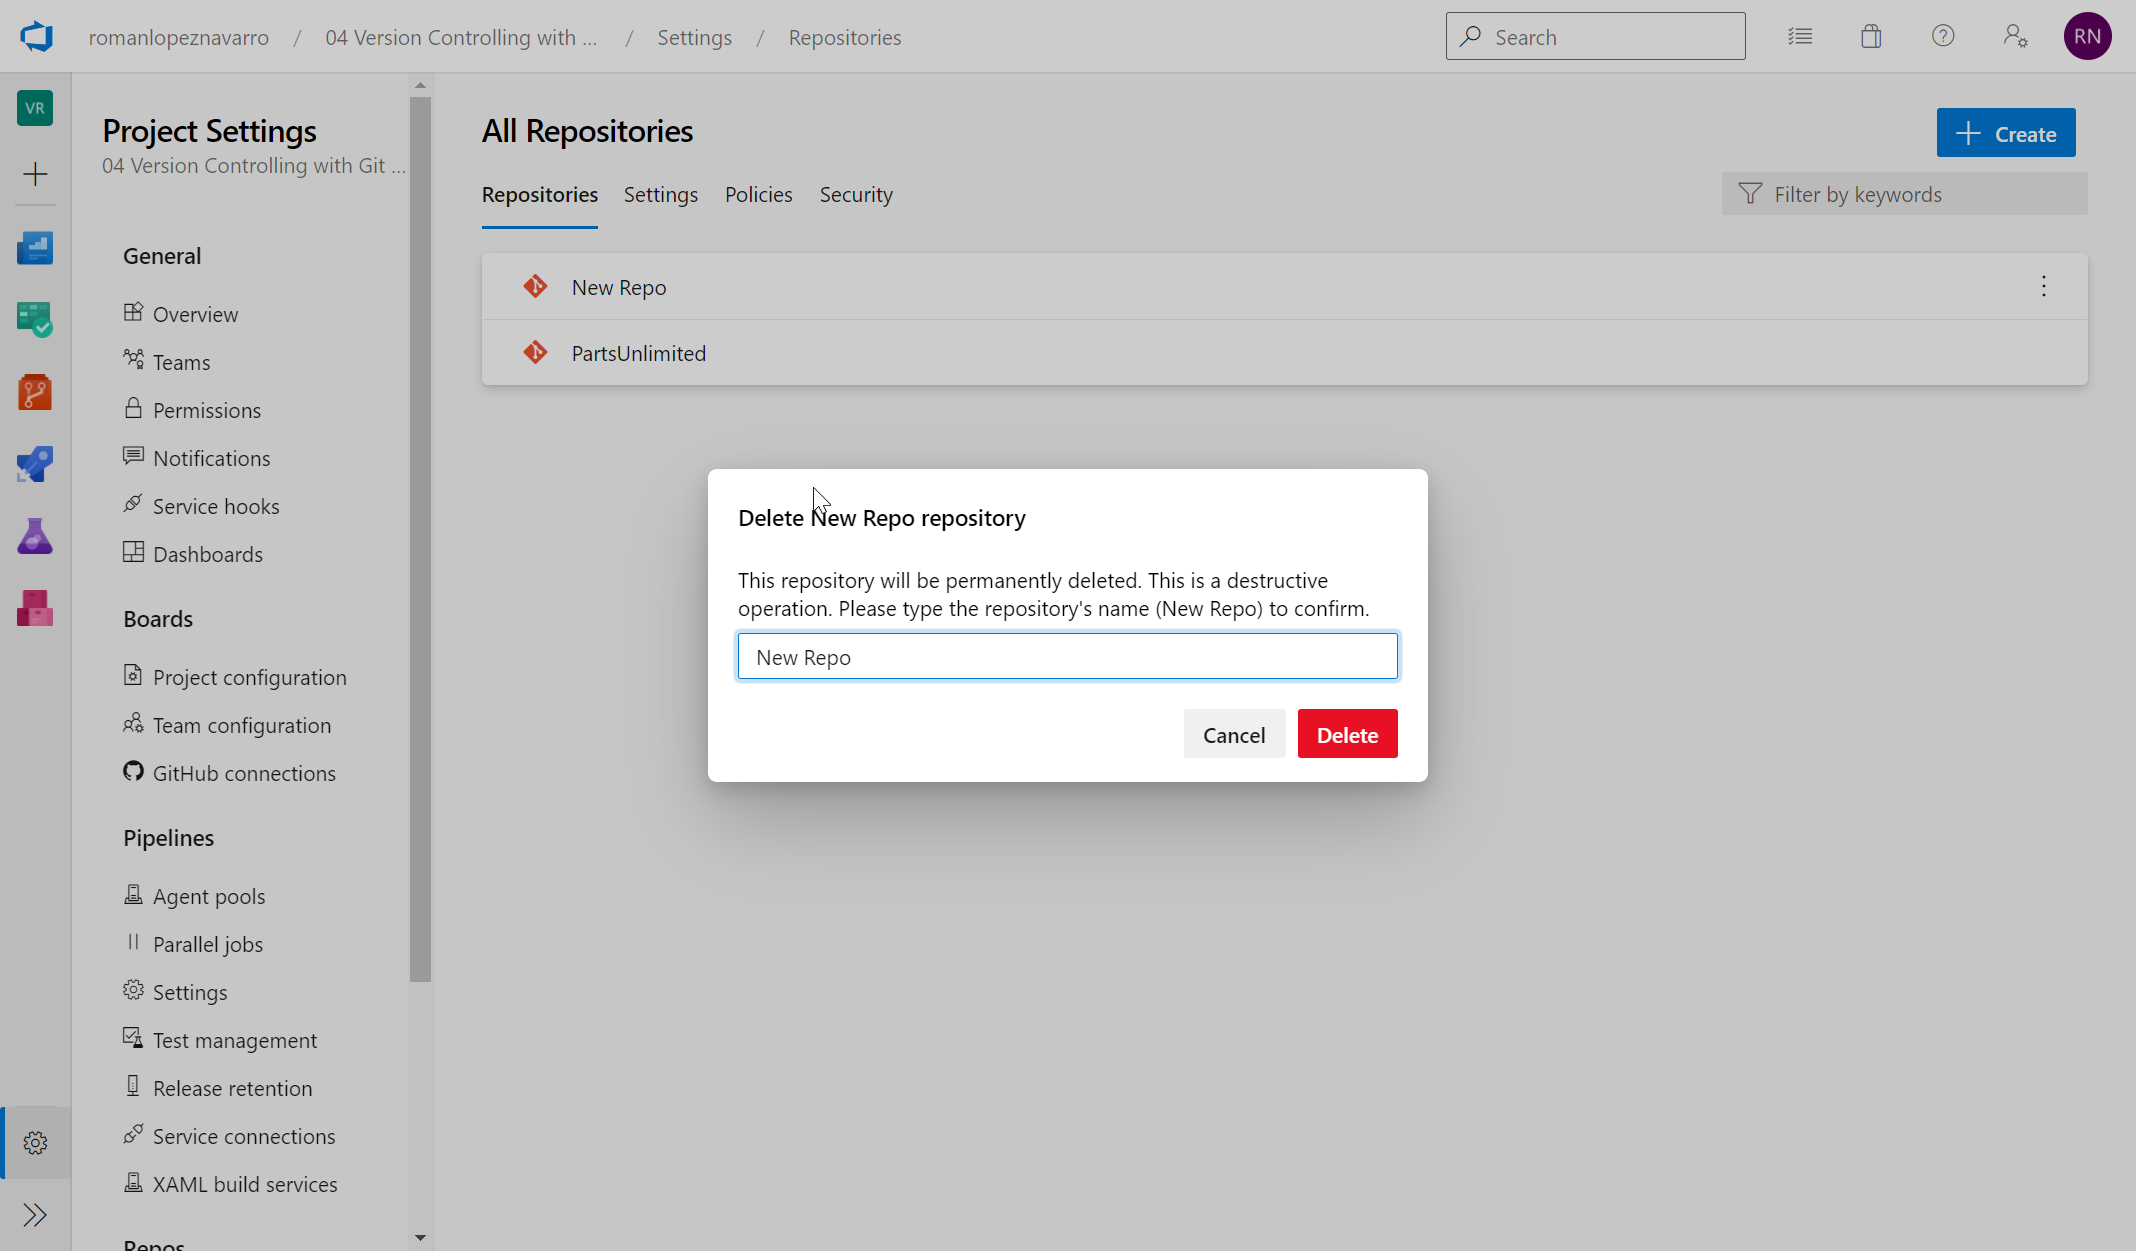 romanlopeznavarro / 04 Version Controlling with ... / Settings / Repositories
Search
RN
VR
Project Settings
04 Version Controlling with Git ...
General
Overview
Teams
Permissions
Notifications
Service hooks
Dashboards
Boards
Project configuration
Team configuration
GitHub connections
Pipelines
Agent pools
Parallel jobs
Settings
Test management
Release retention
Service connections
XAML build services
Repos
All Repositories
Create
Repositories Settings Policies Security
Filter by keywords
New Repo
PartsUnlimited
Delete New Repo repository
This repository will be permanently deleted. This is a destructive
operation. Please type the repository's name (New Repo) to confirm.
New Repo
Cancel Delete